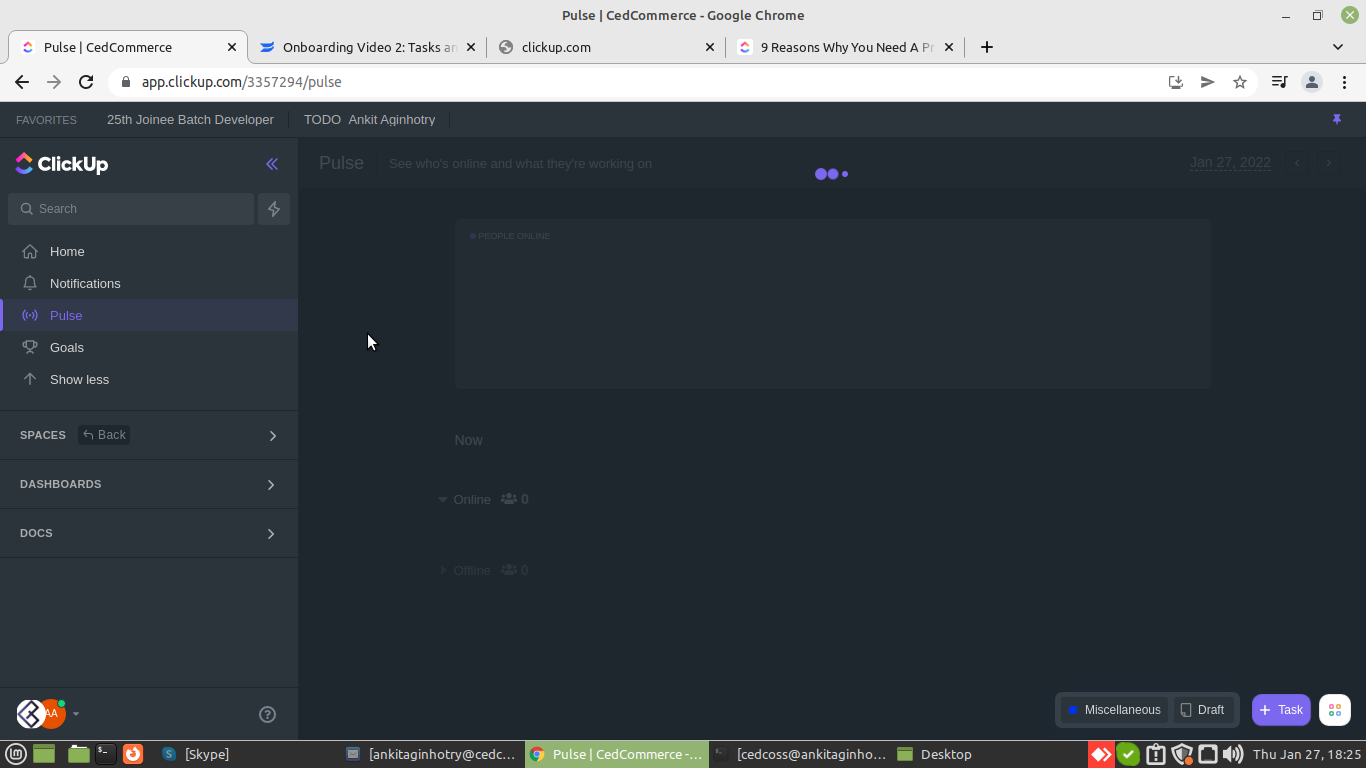 Pulse | CedCommerce - Google Chrome
Pulse | CedCommerce
Onboarding Video 2: Tasks an
clickup.com
9 Reasons Why You Need A Pr
app.clickup.com/3357294/pulse
FAVORITES
25th Joinee Batch Developer
TODO Ankit Aginhotry
ClickUp
Pulse
See who's online and what they're working on
Jan 27, 2022
Search
PEOPLE ONLINE
Home
Notifications
Pulse
Goals
Show less
SPACES
Back
Now
DASHBOARDS
Online 0
DOCS
Offline 0
AA
Miscellaneous
Draft
+ Task
[Skype]
[ankitaginhotry@cedc...
Pulse | CedCommerce -...
[cedcoss@ankitaginho...
Desktop
Thu Jan 27, 18:25